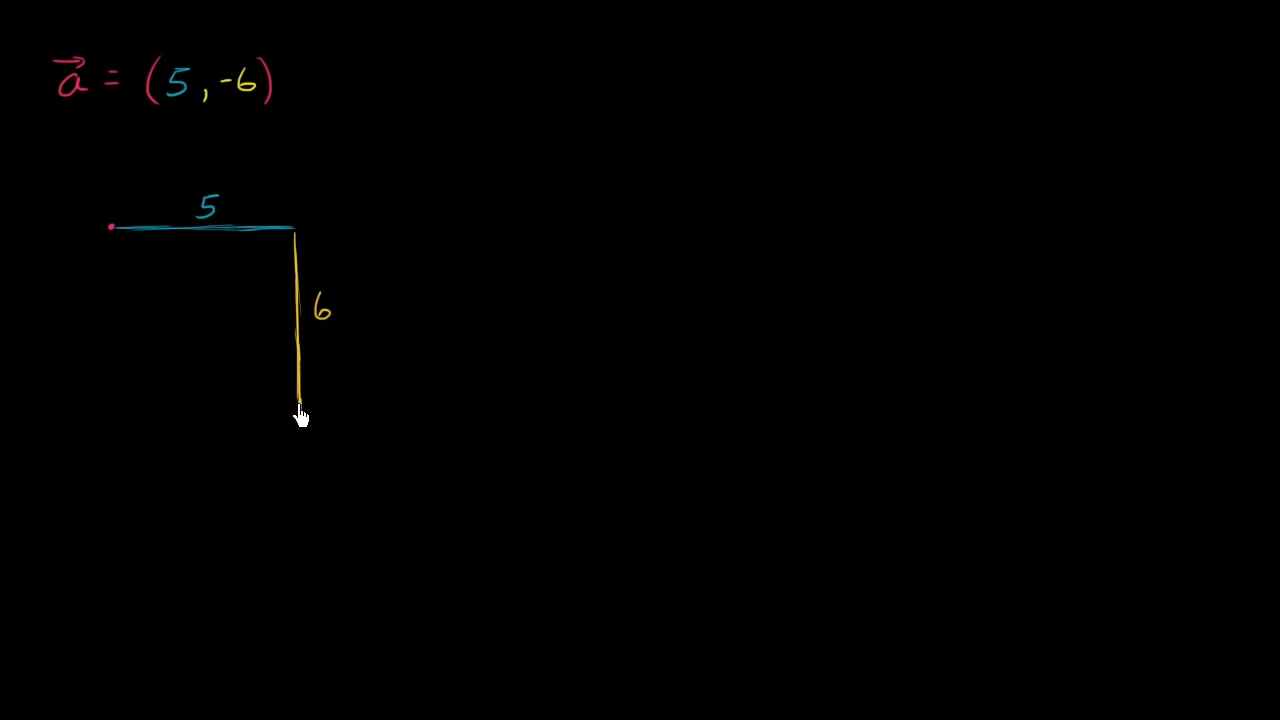 a⃗ = (5, -6)
5
6